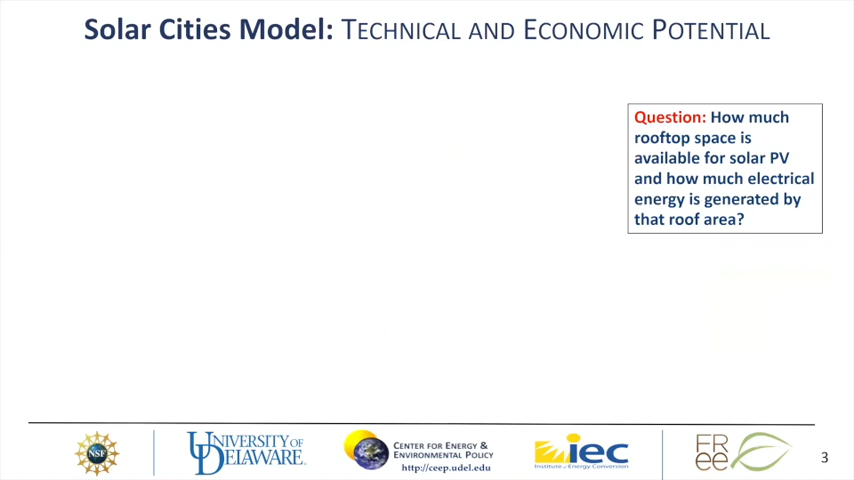 Solar Cities Model: TECHNICAL AND ECONOMIC POTENTIAL
Question: How much
rooftop space is
available for solar PV
and how much electrical
energy is generated by
that roof area?
NSF
UNIVERSITY OF
DELAWARE
CENTER FOR ENERGY &
ENVIRONMENTAL POLICY
http://ceep.udel.edu
iec
Institute of Energy Conversion
FR
ee
3